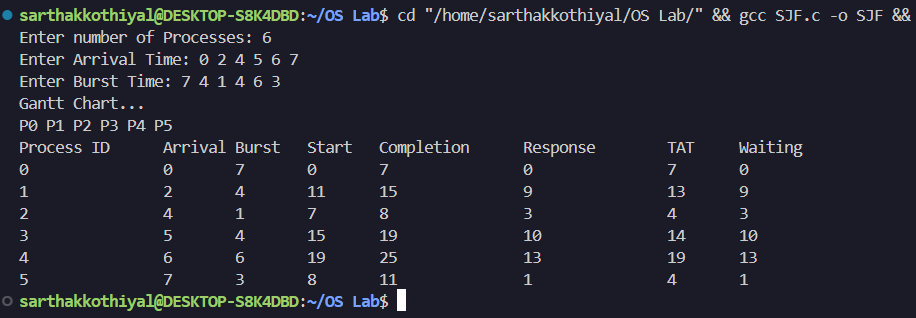 sarthakkothiyal@DESKTOP-S8K4DBD:~/OS Lab$ cd "/home/sarthakkothiyal/OS Lab/" && gcc SJF.c -o SJF &&
Enter number of Processes: 6
Enter Arrival Time: 0 2 4 5 6 7
Enter Burst Time: 7 4 1 4 6 3
Gantt Chart...
P0 P1 P2 P3 P4 P5
Process ID Arrival Burst Start Completion Response TAT Waiting
0 0 7 0 7 0 7 0
1 2 4 11 15 9 13 9
2 4 1 7 8 3 4 3
3 5 4 15 19 10 14 10
4 6 6 19 25 13 19 13
5 7 3 8 11 1 4 1
sarthakkothiyal@DESKTOP-S8K4DBD:~/OS Lab$